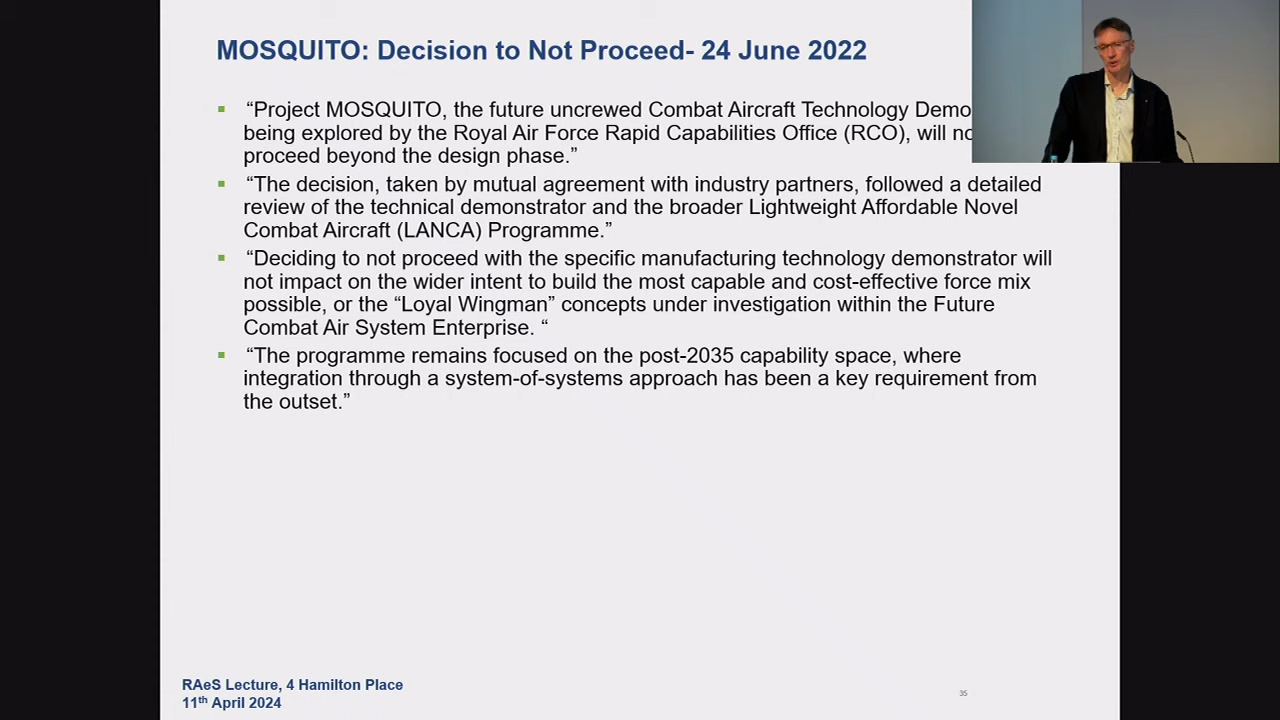 MOSQUITO: Decision to Not Proceed- 24 June 2022
▪ “Project MOSQUITO, the future uncrewed Combat Aircraft Technology
being explored by the Royal Air Force Rapid Capabilities Office (RCO), will
proceed beyond the design phase.”
▪ “The decision, taken by mutual agreement with industry partners, followed a detailed
review of the technical demonstrator and the broader Lightweight Affordable Novel
Combat Aircraft (LANCA) Programme.”
▪ “Deciding to not proceed with the specific manufacturing technology demonstrator will
not impact on the wider intent to build the most capable and cost-effective force mix
possible, or the “Loyal Wingman” concepts under investigation within the Future
Combat Air System Enterprise. “
▪ “The programme remains focused on the post-2035 capability space, where
integration through a system-of-systems approach has been a key requirement from
the outset.”
RAeS Lecture, 4 Hamilton Place
11th April 2024
35